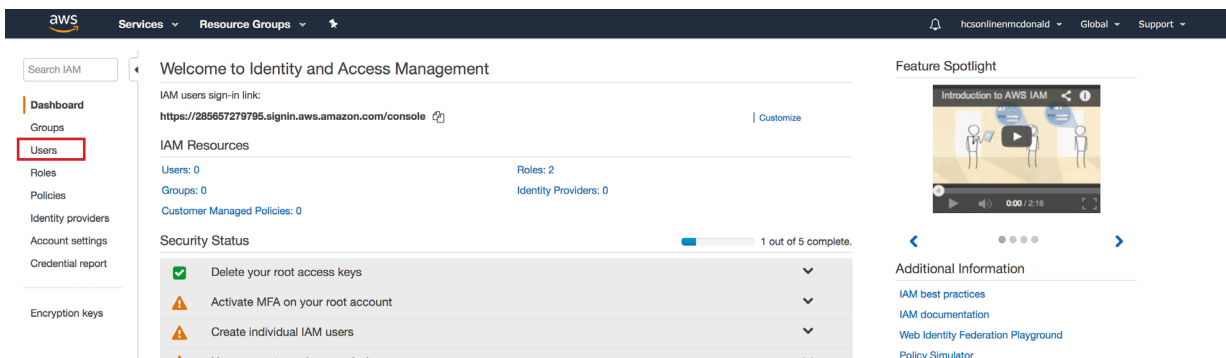 aws Services Resource Groups hcsonlinenmcdonald Global Support
Search IAM
Dashboard
Groups
Users
Roles
Policies
Identity providers
Account settings
Credential report
Encryption keys
Welcome to Identity and Access Management
IAM users sign-in link:
https://285657279795.signin.aws.amazon.com/console Customize
IAM Resources
Users: 0 Roles: 2
Groups: 0 Identity Providers: 0
Customer Managed Policies: 0
Security Status 1 out of 5 complete.
Delete your root access keys
Activate MFA on your root account
Create individual IAM users
Feature Spotlight
Introduction to AWS IAM
0:00 / 2:16
Additional Information
IAM best practices
IAM documentation
Web Identity Federation Playground
Policy Simulator